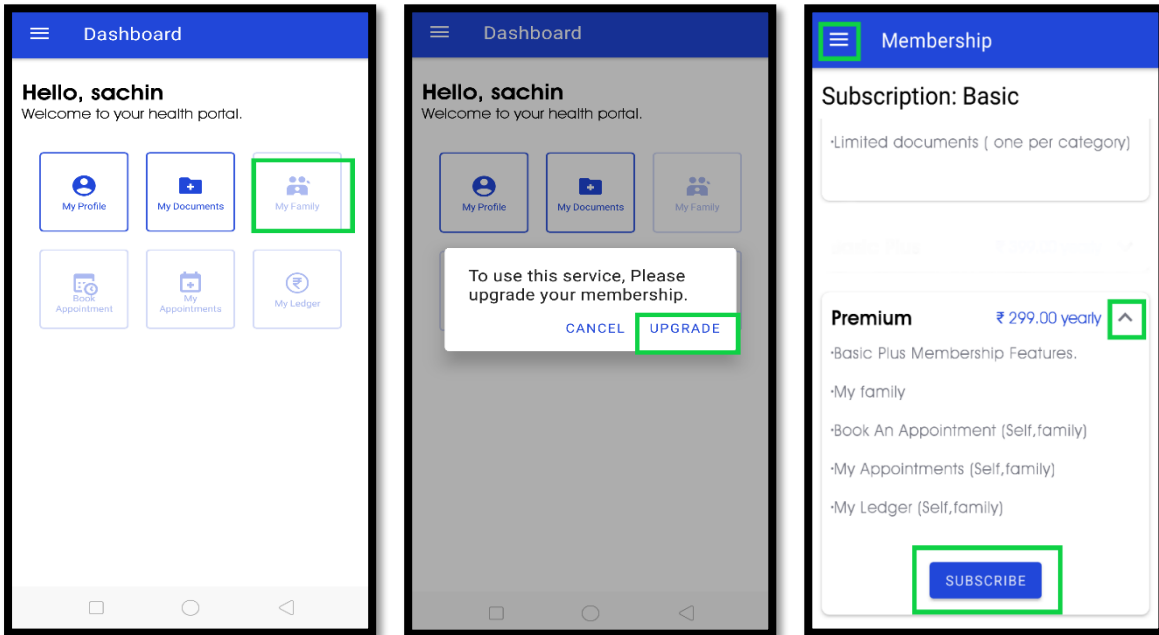 Dashboard
Hello, sachin
Welcome to your health portal.
My Profile
My Documents
My Family
Book
Appointment
My
Appointments
My Ledger
Dashboard
Hello, sachin
Welcome to your health portal.
My Profile
My Documents
My Family
To use this service, Please
upgrade your membership.
CANCEL UPGRADE
Membership
Subscription: Basic
·Limited documents ( one per category)
Premium ₹ 299.00 yearly
·Basic Plus Membership Features.
·My family
·Book An Appointment (Self,family)
·My Appointments (Self,family)
·My Ledger (Self,family)
SUBSCRIBE